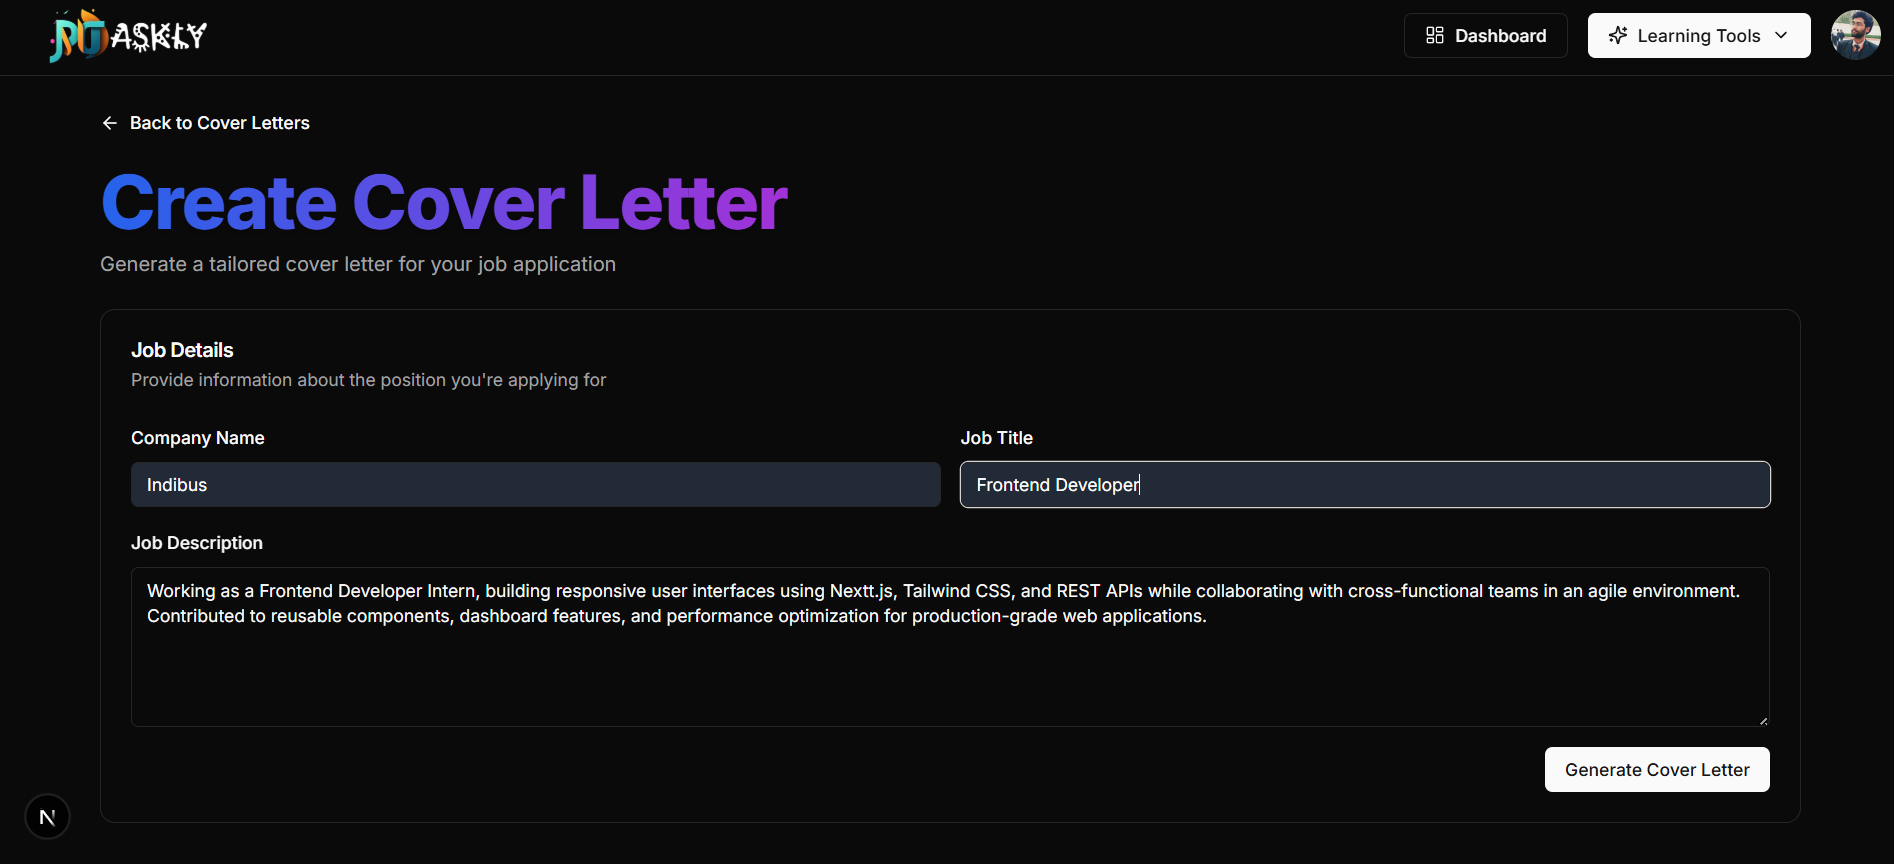 ASKLY
Dashboard
Learning Tools
Back to Cover Letters
Create Cover Letter
Generate a tailored cover letter for your job application
Job Details
Provide information about the position you're applying for
Company Name
Job Title
Indibus
Frontend Developer
Job Description
Working as a Frontend Developer Intern, building responsive user interfaces using Nextt.js, Tailwind CSS, and REST APIs while collaborating with cross-functional teams in an agile environment.
Contributed to reusable components, dashboard features, and performance optimization for production-grade web applications.
Generate Cover Letter
N